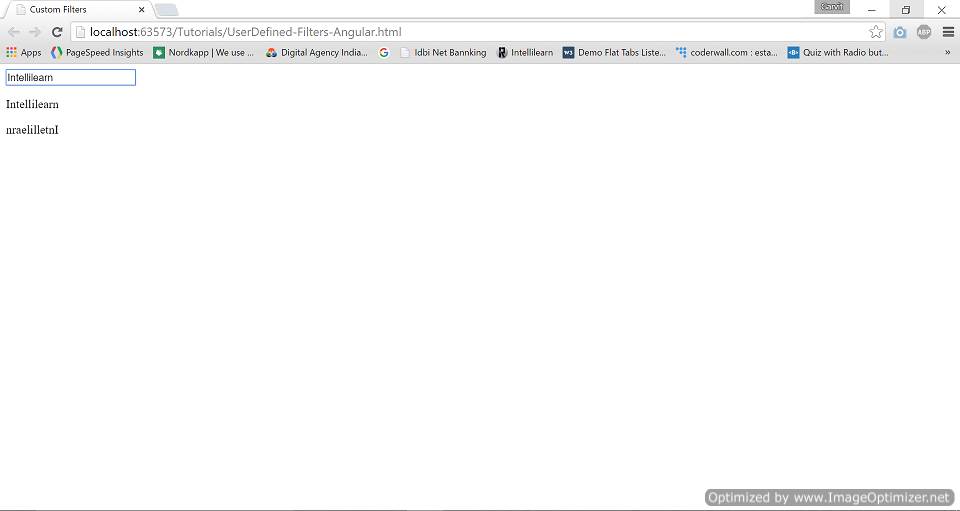 Custom Filters
Garvit
localhost:63573/Tutorials/UserDefined-Filters-Angular.html
ABP
Apps PageSpeed Insights Nordkapp | We use ... Digital Agency India... Idbi Net Bannking Intellilearn W3 Demo Flat Tabs Liste... coderwall.com : esta... <B> Quiz with Radio but... »
Intellilearn
Intellilearn
nraelilletnI
Optimized by www.ImageOptimizer.net